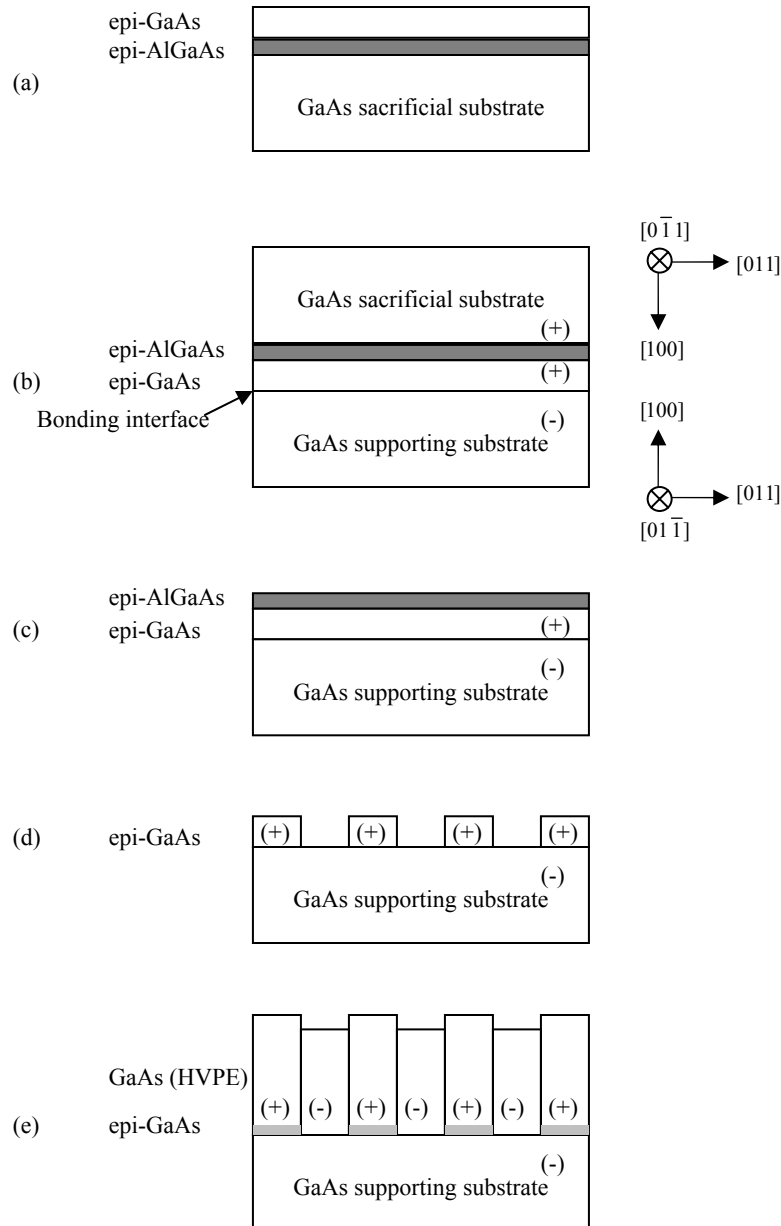 epi-GaAs
epi-AlGaAs
(a)
GaAs sacrificial substrate
[0 1̅ 1]
[011]
GaAs sacrificial substrate
(+)
[100]
epi-AlGaAs
(b)
epi-GaAs
(+)
Bonding interface
(-)
[100]
GaAs supporting substrate
[011]
[01 1̅]
epi-AlGaAs
(c)
epi-GaAs
(+)
(-)
GaAs supporting substrate
(d)
epi-GaAs
(+) (+) (+) (+)
(-)
GaAs supporting substrate
GaAs (HVPE)
(+) (-) (+) (-) (+) (-) (+)
(e)
epi-GaAs
(-)
GaAs supporting substrate